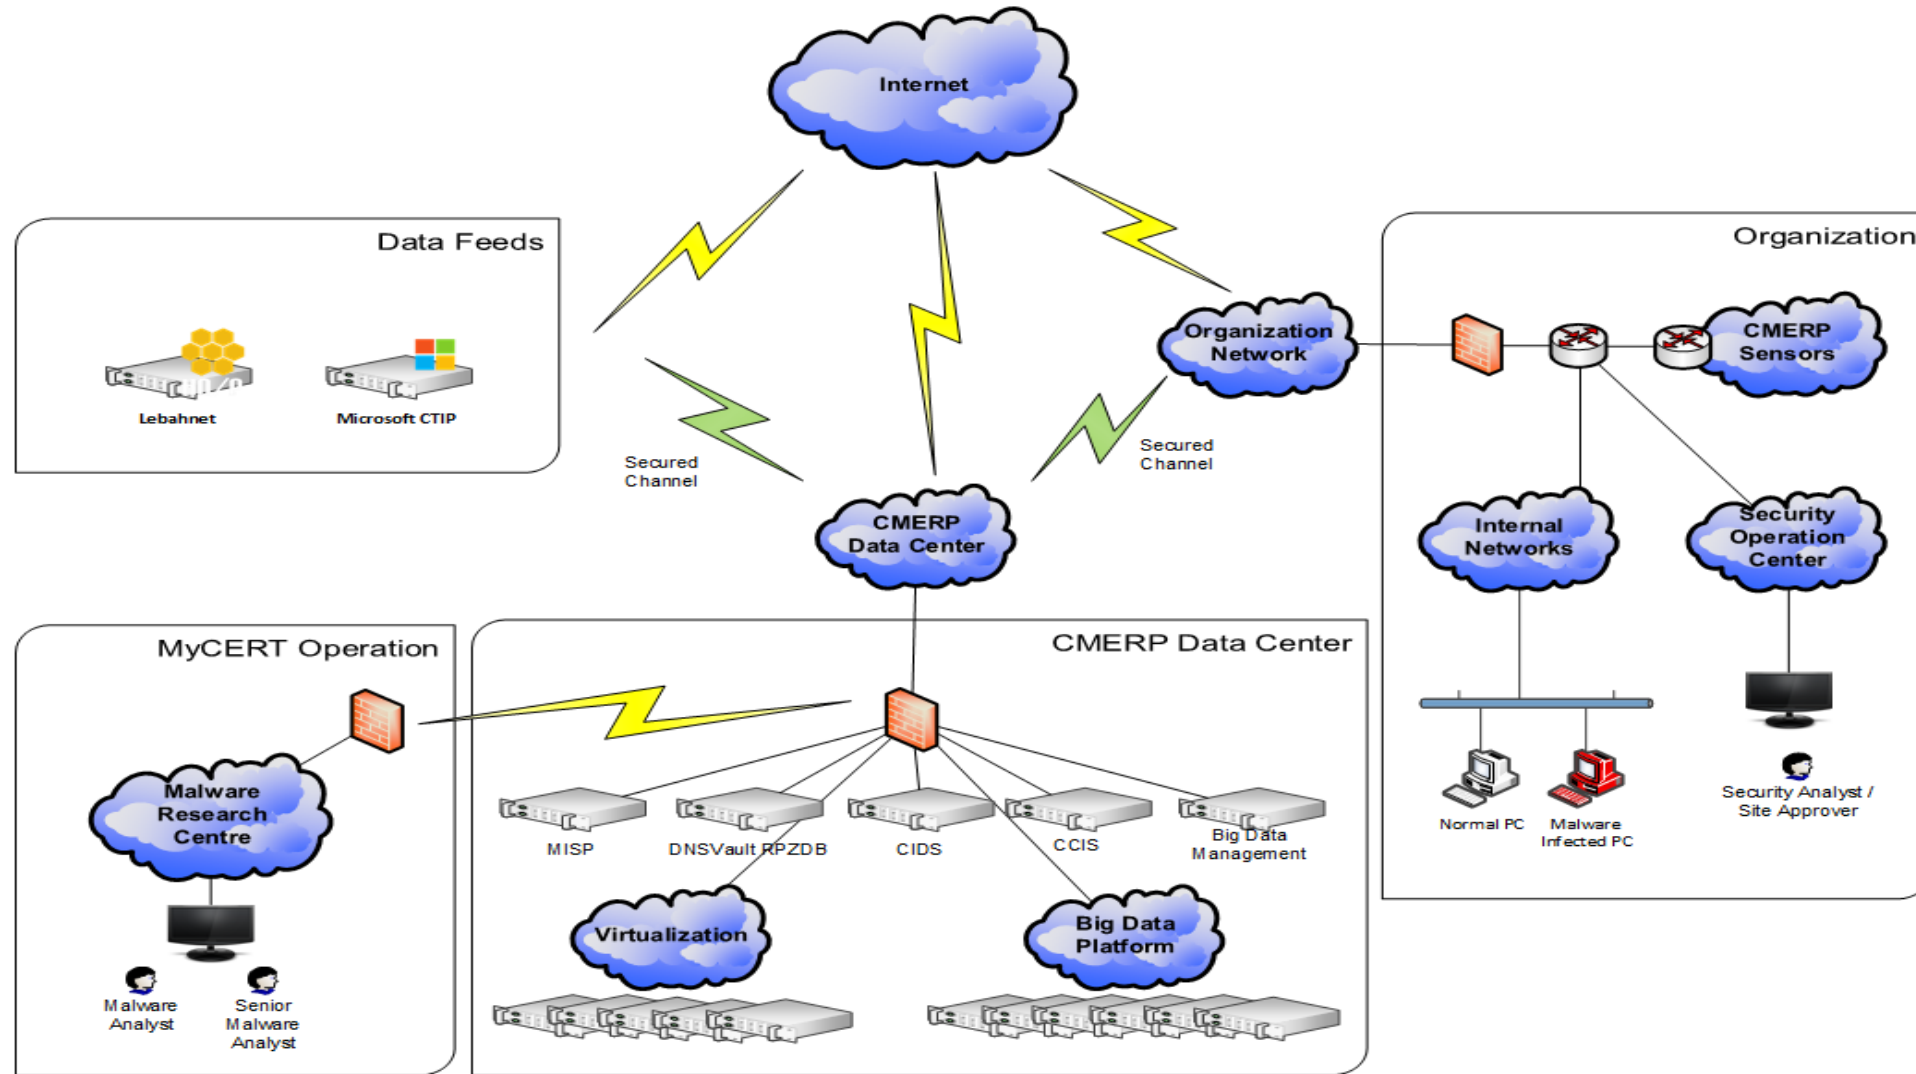 Internet
Data Feeds
Lebahnet
Microsoft CTIP
Secured
Channel
Secured
Channel
Organization
Network
Organization
CMERP
Sensors
Internal
Networks
Security
Operation
Center
Normal PC
Malware
Infected PC
Security Analyst /
Site Approver
CMERP
Data Center
MyCERT Operation
Malware
Research
Centre
Malware
Analyst
Senior
Malware
Analyst
CMERP Data Center
MISP
DNSVault RPZDB
CIDS
CCIS
Big Data
Management
Virtualization
Big Data
Platform